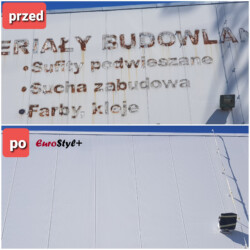 przed
ERIAŁY BUDOWLAN
• Sufity podwieszane
• Sucha zabudowa
• Farby, kleje
po
EuroStyl+